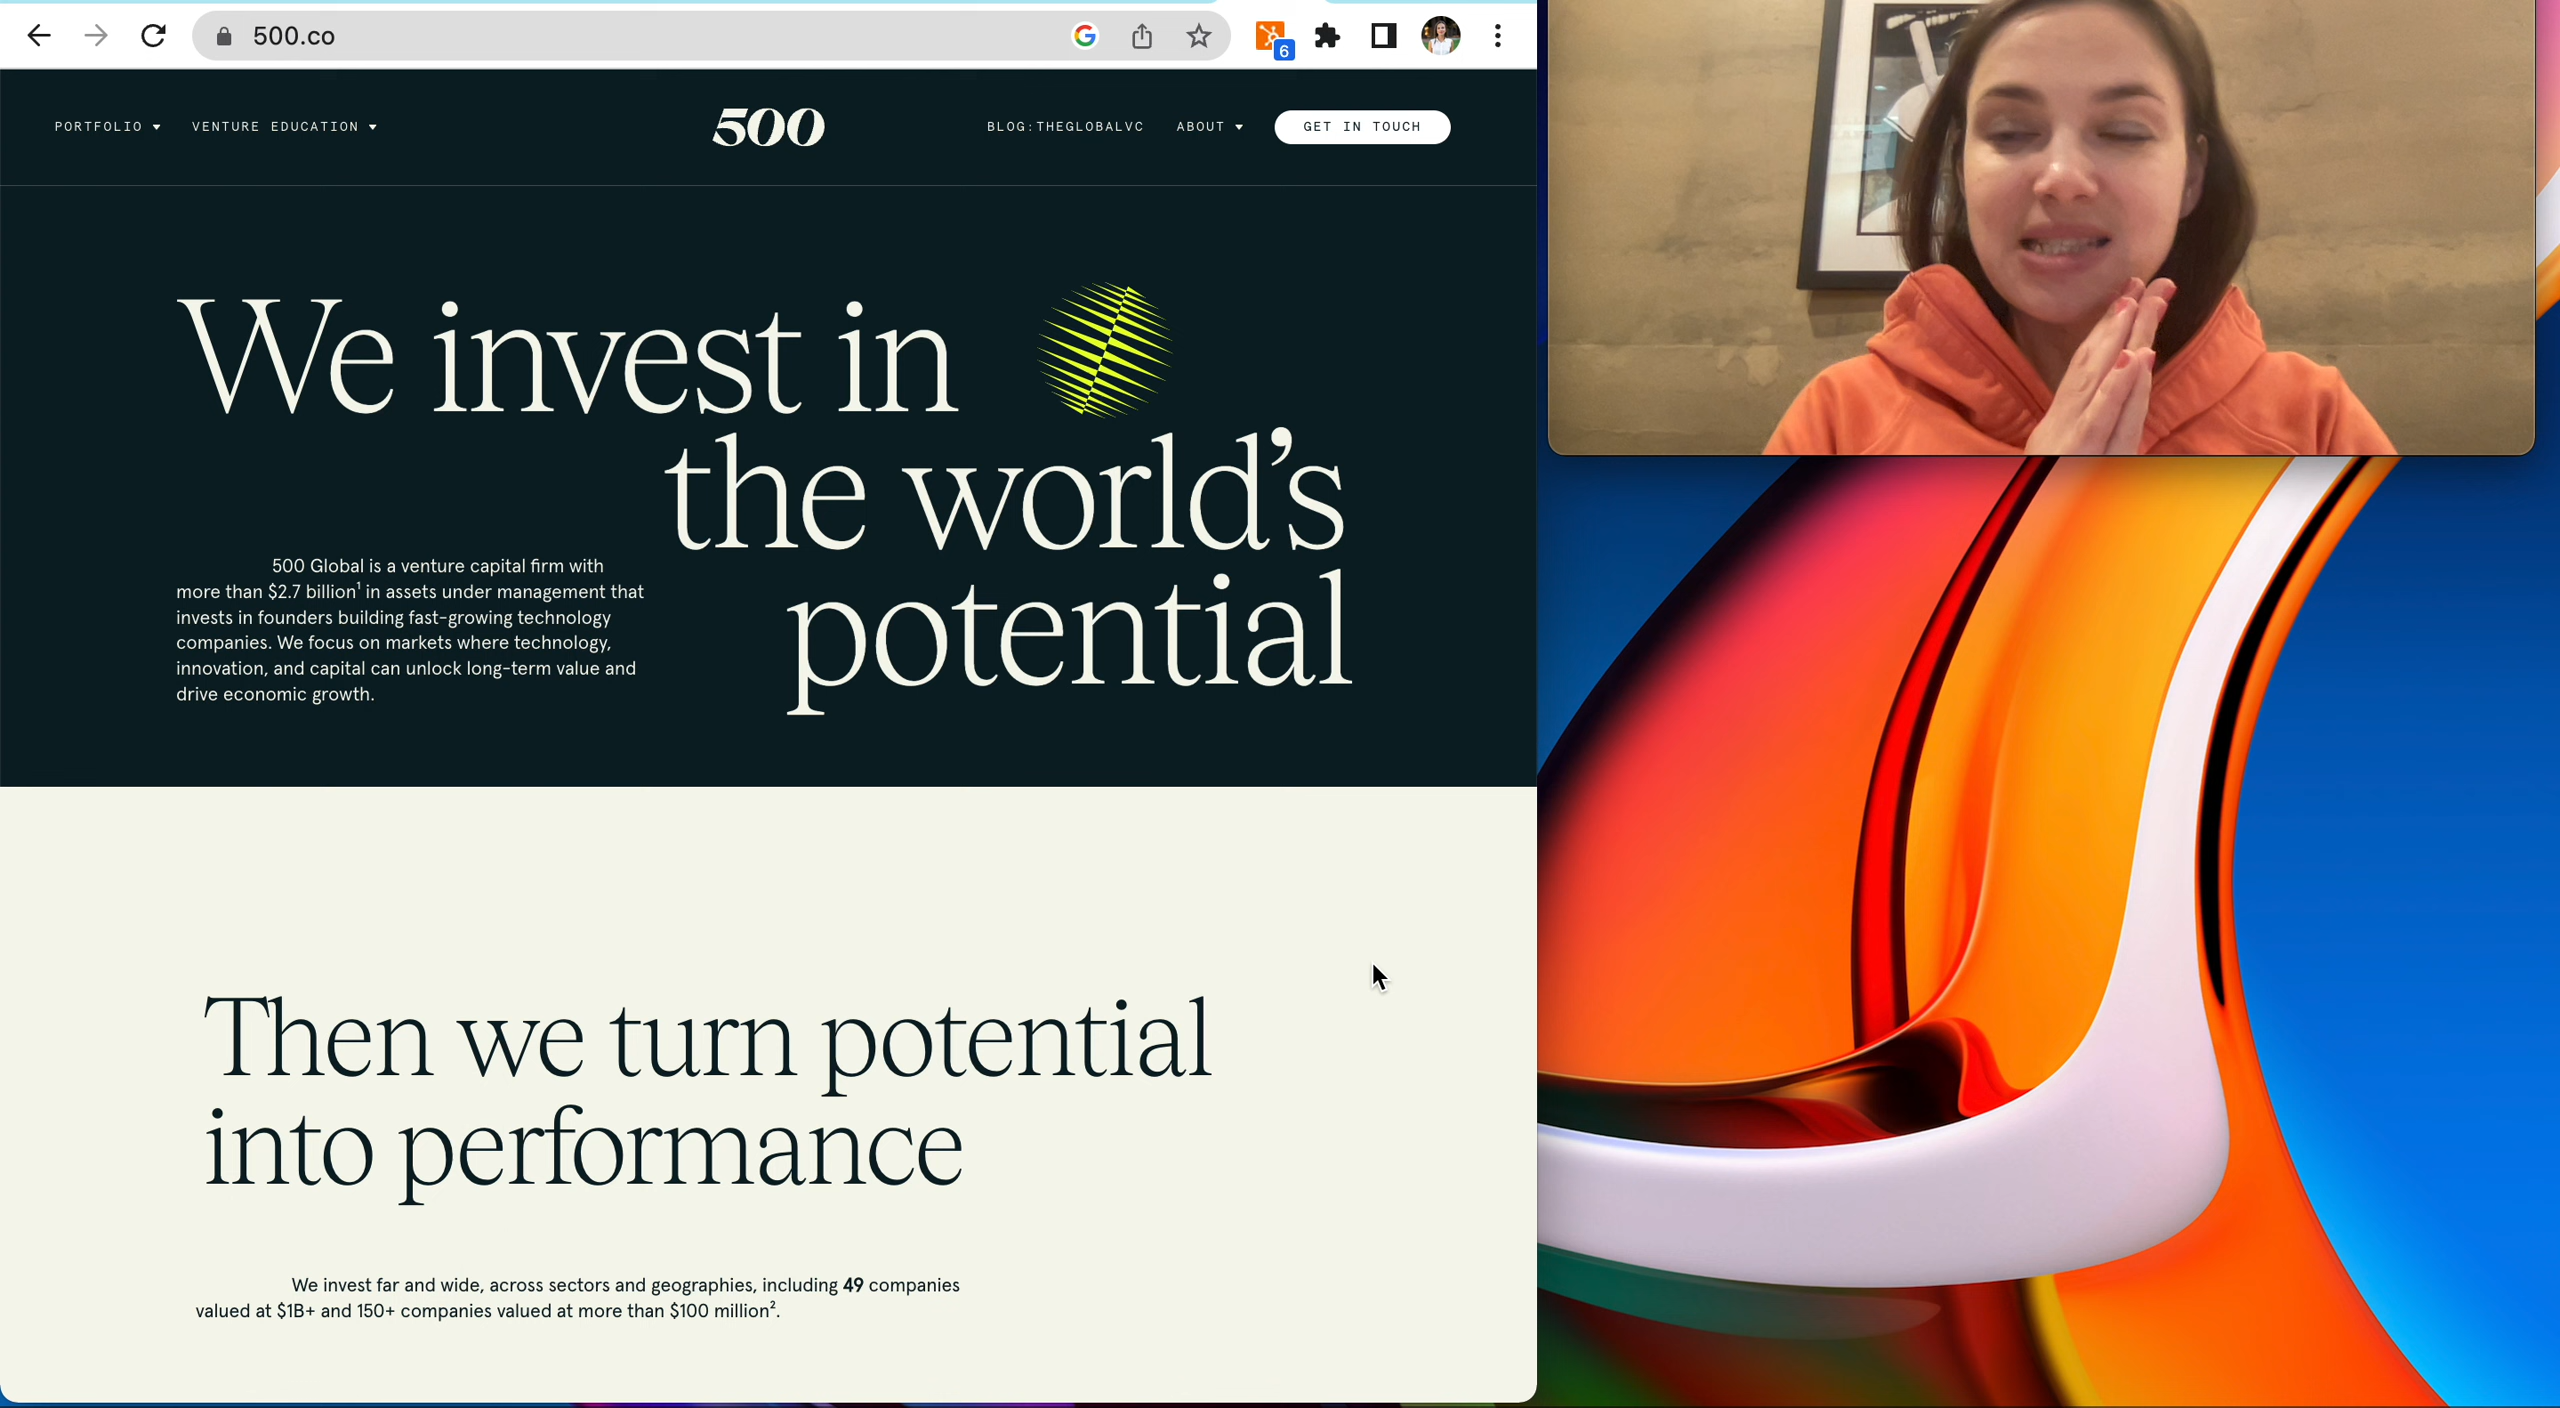 500.co
6
PORTFOLIO
VENTURE EDUCATION
500
BLOG:THEGLOBALVC
ABOUT
GET IN TOUCH
We invest in
the world's
potential
500 Global is a venture capital firm with
more than $2.7 billion¹ in assets under management that
invests in founders building fast-growing technology
companies. We focus on markets where technology,
innovation, and capital can unlock long-term value and
drive economic growth.
Then we turn potential
into performance
We invest far and wide, across sectors and geographies, including 49 companies
valued at $1B+ and 150+ companies valued at more than $100 million².